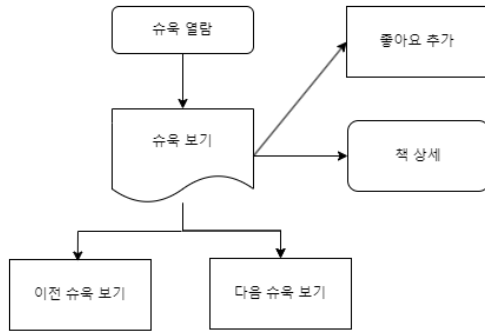 슈욱 열람
좋아요 추가
슈욱 보기
책 상세
이전 슈욱 보기
다음 슈욱 보기